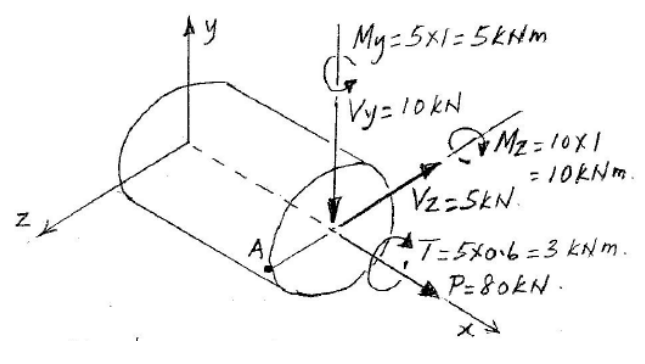 y
My=5×1=5kNm
Vy=10kN
Mz=10×1
=10kNm.
Vz=5kN.
z
A
T=5×0.6=3 kNm.
P=80kN.
x